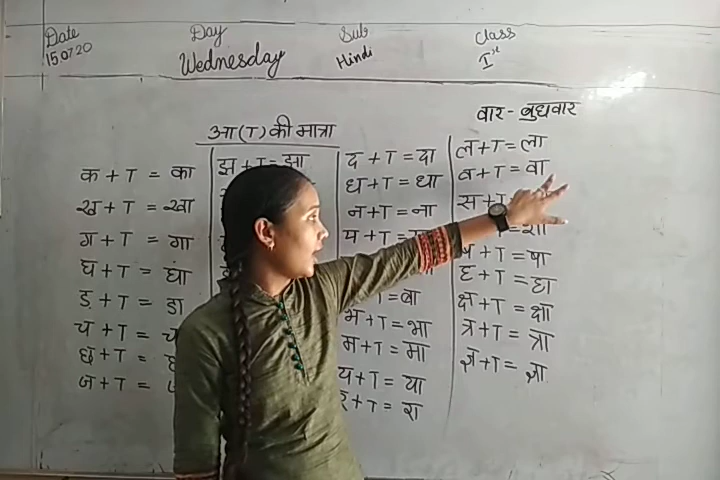 Date Day Sub Class
15.07.20 Wednesday Hindi Iˢᵗ
वार - बुधवार
आ (ा) की मात्रा
क + ा = का
ख + ा = खा
ग + ा = गा
घ + ा = घा
ङ + ा = ङा
च + ा =
छ + ा =
ज + ा =
झ + ा = झा
द + ा = दा
ध + ा = धा
न + ा = ना
य + ा =
ा = बा
भ + ा = भा
म + ा = मा
य + ा = या
र + ा = रा
ल + ा = ला
व + ा = वा
स + ा
= शा
ष + ा = षा
ह + ा = हा
क्ष + ा = क्षा
त्र + ा = त्रा
ज्ञ + ा = ज्ञा